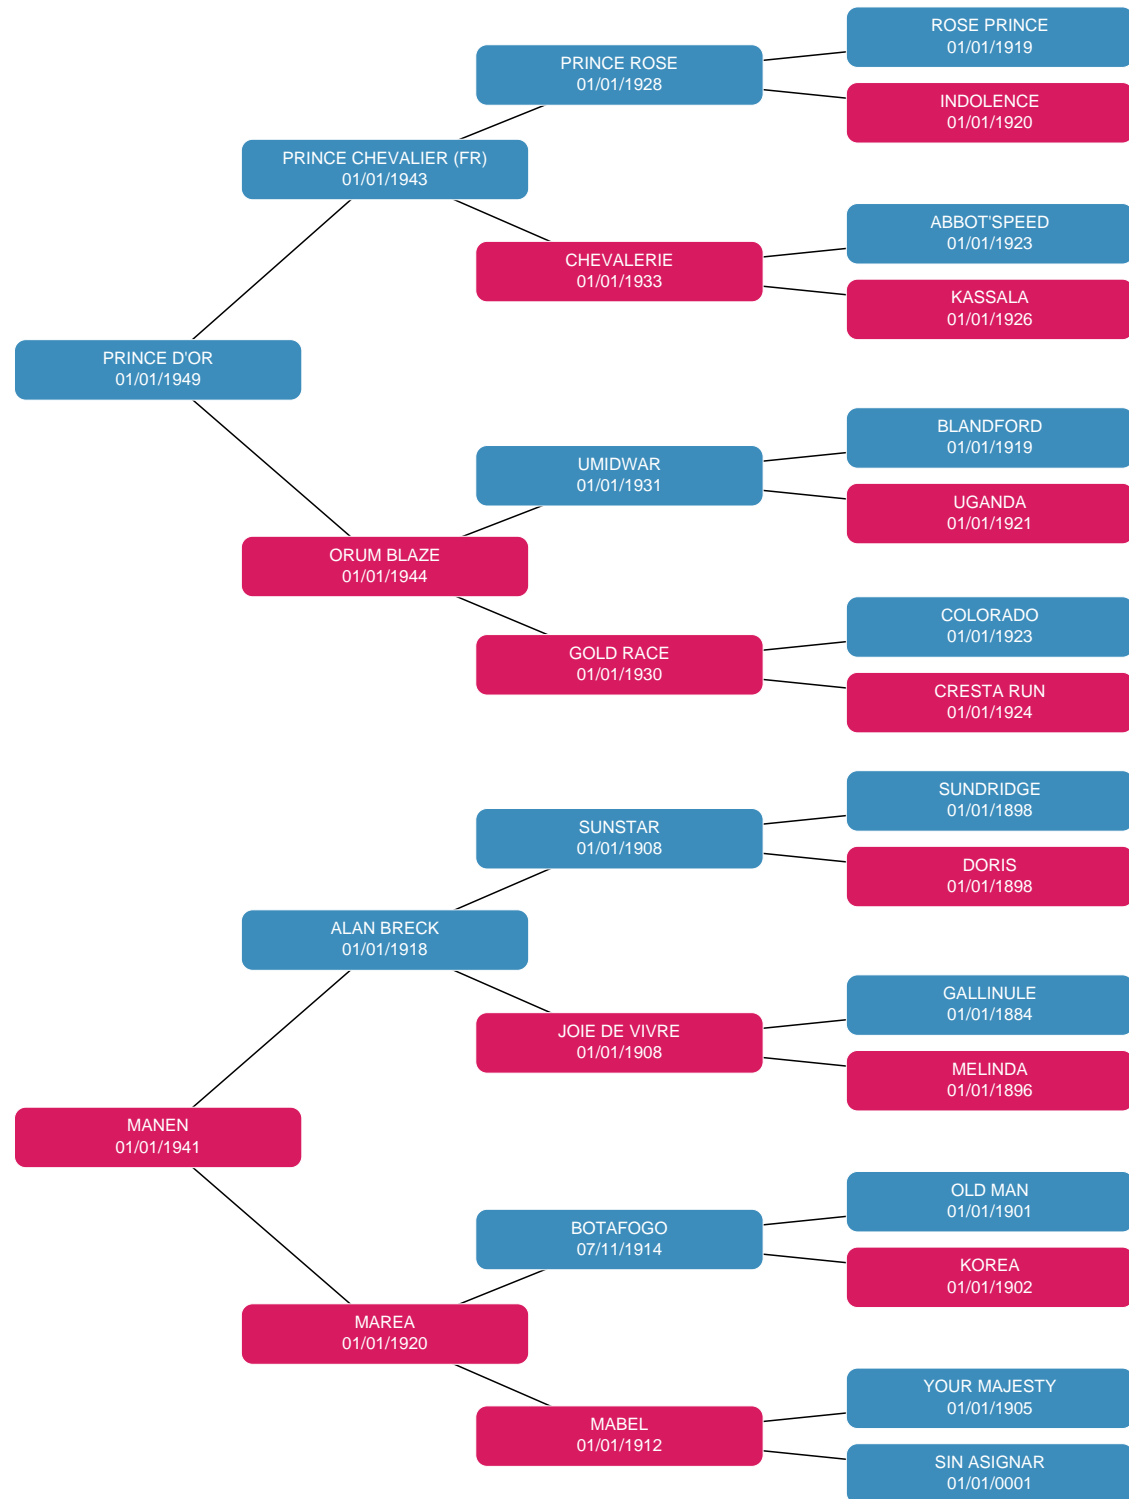 ROSE PRINCE
01/01/1919
PRINCE ROSE
01/01/1928
INDOLENCE
01/01/1920
PRINCE CHEVALIER (FR)
01/01/1943
ABBOT'SPEED
01/01/1923
CHEVALERIE
01/01/1933
KASSALA
01/01/1926
PRINCE D'OR
01/01/1949
BLANDFORD
01/01/1919
UMIDWAR
01/01/1931
UGANDA
01/01/1921
ORUM BLAZE
01/01/1944
COLORADO
01/01/1923
GOLD RACE
01/01/1930
CRESTA RUN
01/01/1924
SUNDRIDGE
01/01/1898
SUNSTAR
01/01/1908
DORIS
01/01/1898
ALAN BRECK
01/01/1918
GALLINULE
01/01/1884
JOIE DE VIVRE
01/01/1908
MELINDA
01/01/1896
MANEN
01/01/1941
OLD MAN
01/01/1901
BOTAFOGO
07/11/1914
KOREA
01/01/1902
MAREA
01/01/1920
YOUR MAJESTY
01/01/1905
MABEL
01/01/1912
SIN ASIGNAR
01/01/0001